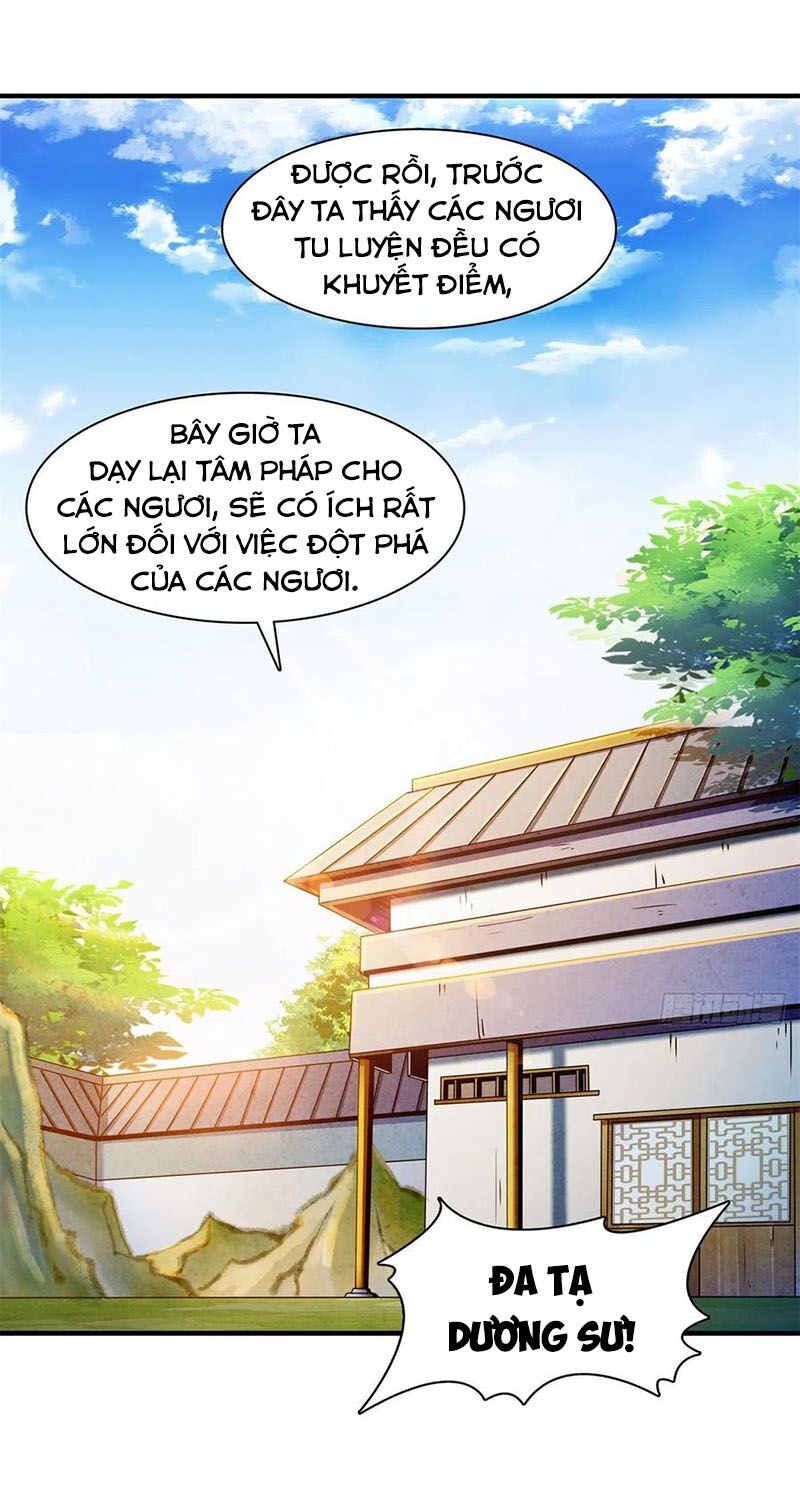 ĐƯỢC RỒI, TRƯỚC
ĐÂY TA THẤY CÁC NGƯƠI
TU LUYỆN ĐỀU CÓ
KHUYẾT ĐIỂM,
BÂY GIỜ TA
DẠY LẠI TÂM PHÁP CHO
CÁC NGƯƠI, SẼ CÓ ÍCH RẤT
LỚN ĐỐI VỚI VIỆC ĐỘT PHÁ
CỦA CÁC NGƯƠI.
ĐA TẠ
DƯƠNG SƯ!